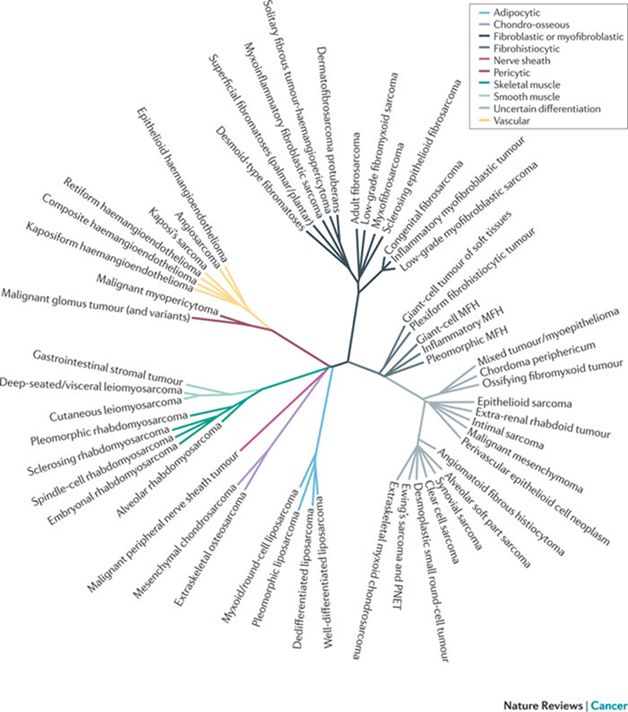 Adipocytic
Chondro-osseous
Fibroblastic or myofibroblastic
Fibrohistiocytic
Nerve sheath
Pericytic
Skeletal muscle
Smooth muscle
Uncertain differentiation
Vascular
Solitary fibrous tumour-haemangiopericytoma
Dermatofibrosarcoma protuberans
Myxoinflammatory fibroblastic sarcoma
Superficial fibromatoses (palmar/plantar)
Desmoid-type fibromatoses
Adult fibrosarcoma
Low-grade fibromyxoid sarcoma
Myxofibrosarcoma
Sclerosing epithelioid fibrosarcoma
Congenital fibrosarcoma
Inflammatory myofibroblastic tumour
Low-grade myofibroblastic sarcoma
Giant-cell tumour of soft tissues
Plexiform fibrohistiocytic tumour
Giant-cell MFH
Inflammatory MFH
Pleomorphic MFH
Mixed tumour/myoepithelioma
Chordoma periphericum
Ossifying fibromyxoid tumour
Epithelioid sarcoma
Extra-renal rhabdoid tumour
Intimal sarcoma
Malignant mesenchymoma
Perivascular epithelioid cell neoplasm
Angiomatoid fibrous histiocytoma
Alveolar soft part sarcoma
Synovial sarcoma
Clear cell sarcoma
Desmoplastic small round-cell tumour
Ewing's sarcoma and PNET
Extraskeletal myxoid chondrosarcoma
Well-differentiated liposarcoma
Dedifferentiated liposarcoma
Pleomorphic liposarcoma
Myxoid/round-cell liposarcoma
Extraskeletal osteosarcoma
Mesenchymal chondrosarcoma
Malignant peripheral nerve sheath tumour
Alveolar rhabdomyosarcoma
Embryonal rhabdomyosarcoma
Spindle-cell rhabdomyosarcoma
Sclerosing rhabdomyosarcoma
Pleomorphic rhabdomyosarcoma
Cutaneous leiomyosarcoma
Deep-seated/visceral leiomyosarcoma
Gastrointestinal stromal tumour
Malignant glomus tumour (and variants)
Malignant myopericytoma
Kaposiform haemangioendothelioma
Composite haemangioendothelioma
Retiform haemangioendothelioma
Kaposi's sarcoma
Angiosarcoma
Epithelioid haemangioendothelioma
Nature Reviews | Cancer